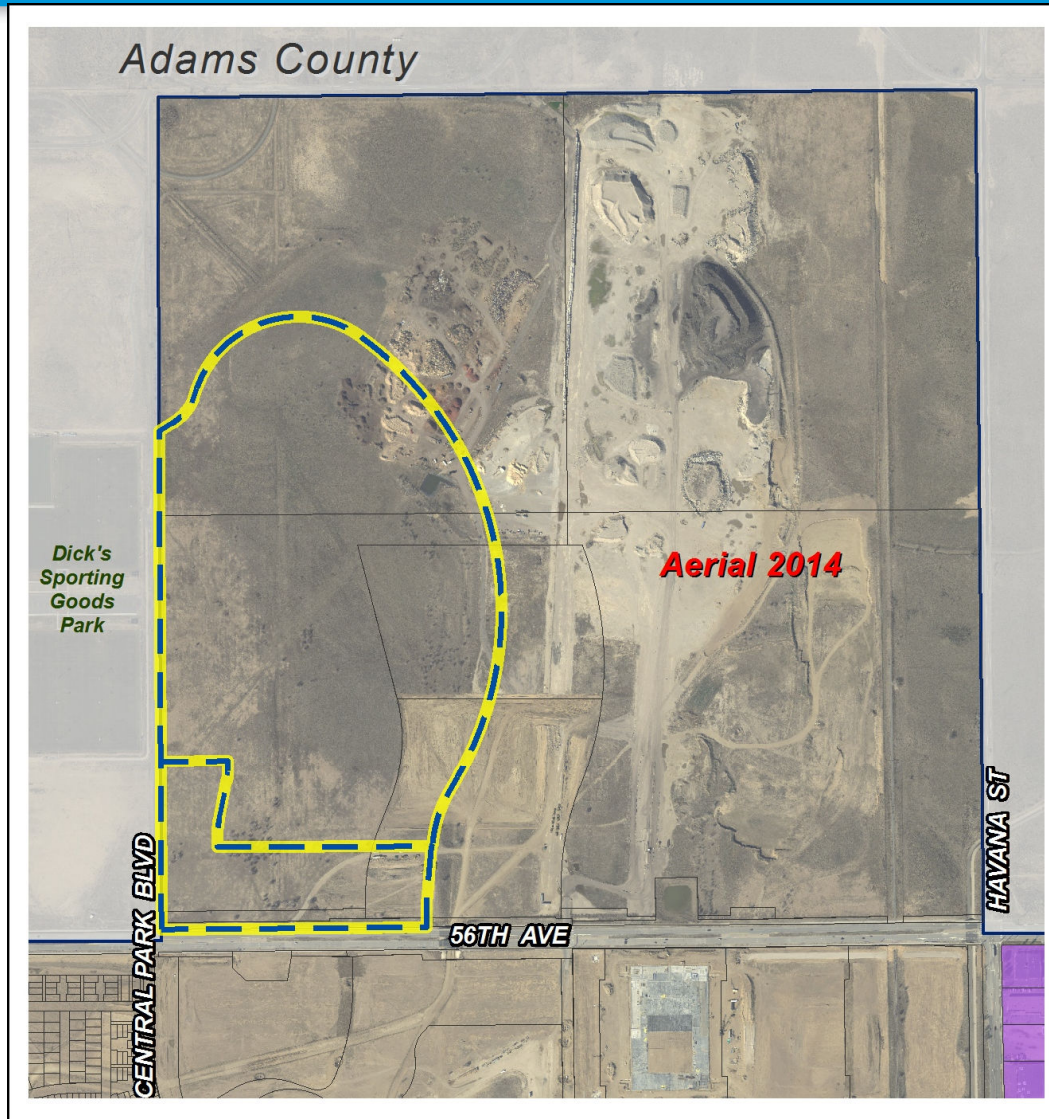 Adams County
Dick's
Sporting
Goods
Park
Aerial 2014
CENTRAL PARK BLVD
56TH AVE
HAVANA ST